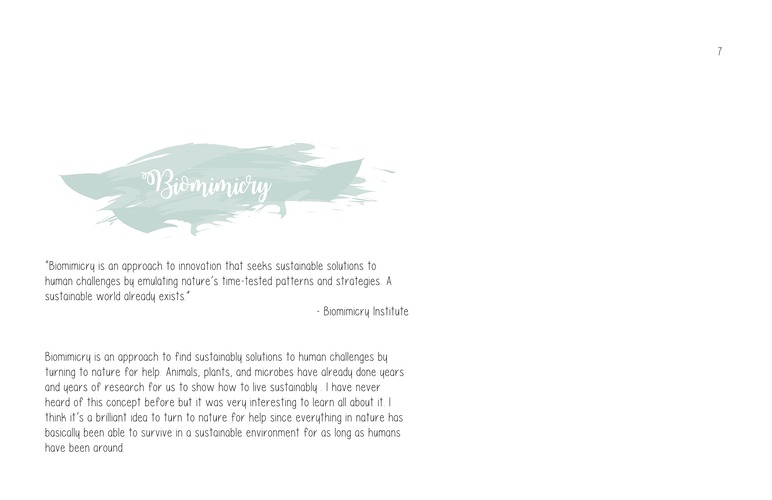 7
Biomimicry
"Biomimicry is an approach to innovation that seeks sustainable solutions to
human challenges by emulating nature's time-tested patterns and strategies. A
sustainable world already exists."
- Biomimicry Institute
Biomimicry is an approach to find sustainably solutions to human challenges by
turning to nature for help. Animals, plants, and microbes have already done years
and years of research for us to show how to live sustainably . I have never
heard of this concept before but it was very interesting to learn all about it. I
think it's a brilliant idea to turn to nature for help since everything in nature has
basically been able to survive in a sustainable environment for as long as humans
have been around.